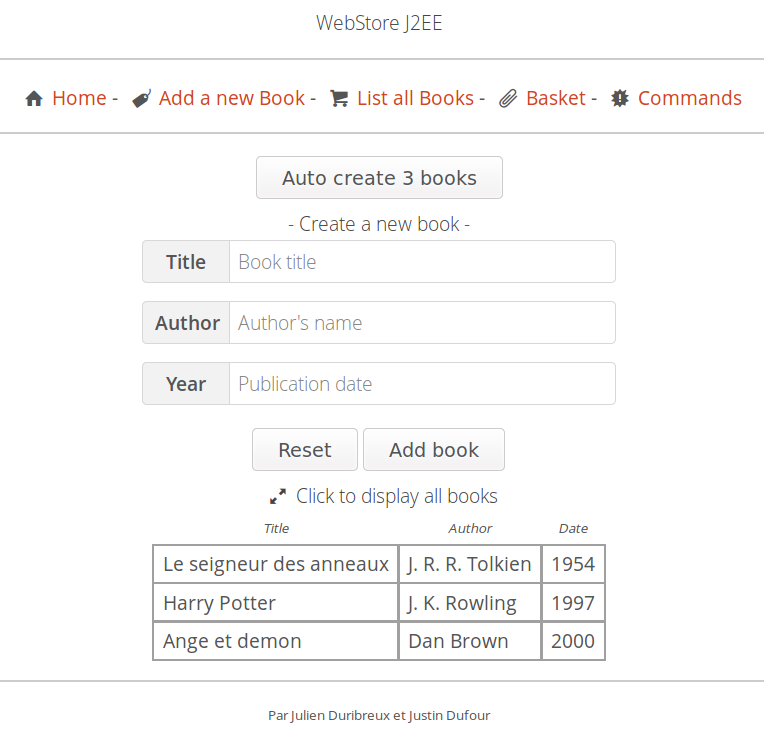 WebStore J2EE
Home - Add a new Book - List all Books - Basket - Commands
Auto create 3 books
- Create a new book -
Title Book title
Author Author's name
Year Publication date
Reset Add book
Click to display all books
Title Author Date
Le seigneur des anneaux J. R. R. Tolkien 1954
Harry Potter J. K. Rowling 1997
Ange et demon Dan Brown 2000
Par Julien Duribreux et Justin Dufour